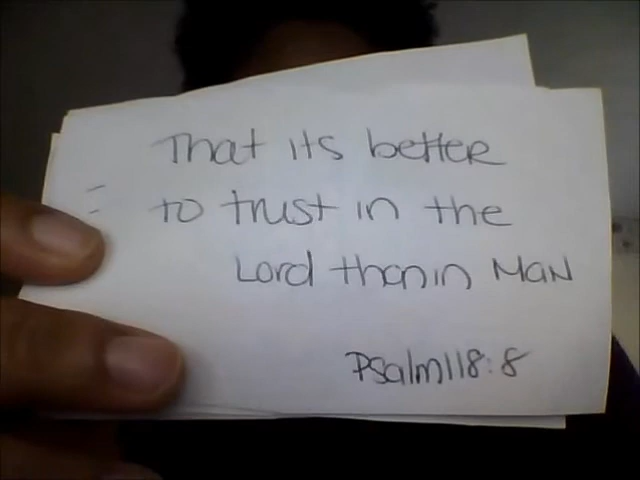 That its better
to trust in the
Lord than in MAN
Psalm 118:8